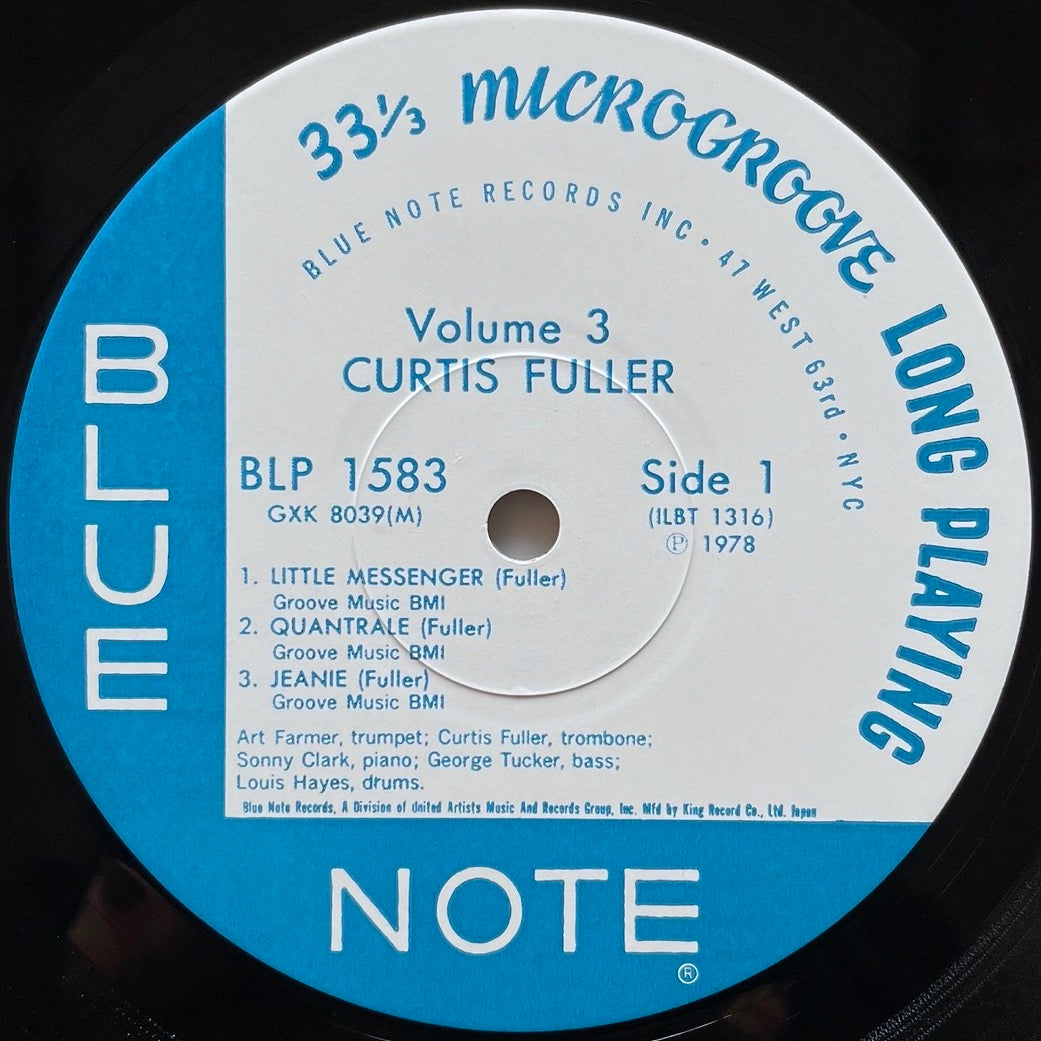 33⅓ MICROGROOVE LONG PLAYING
BLUE NOTE RECORDS INC • 47 WEST 63rd • NYC
Volume 3
CURTIS FULLER
BLP 1583
Side 1
GXK 8039(M)
(ILBT 1316)
Ⓟ 1978
1. LITTLE MESSENGER (Fuller)
Groove Music BMI
2. QUANTRALE (Fuller)
Groove Music BMI
3. JEANIE (Fuller)
Groove Music BMI
Art Farmer, trumpet; Curtis Fuller, trombone;
Sonny Clark, piano; George Tucker, bass;
Louis Hayes, drums.
Blue Note Records, A Division of United Artists Music And Records Group, Inc. Mfd by King Record Co., Ltd. Japan
BLUE
NOTE
®